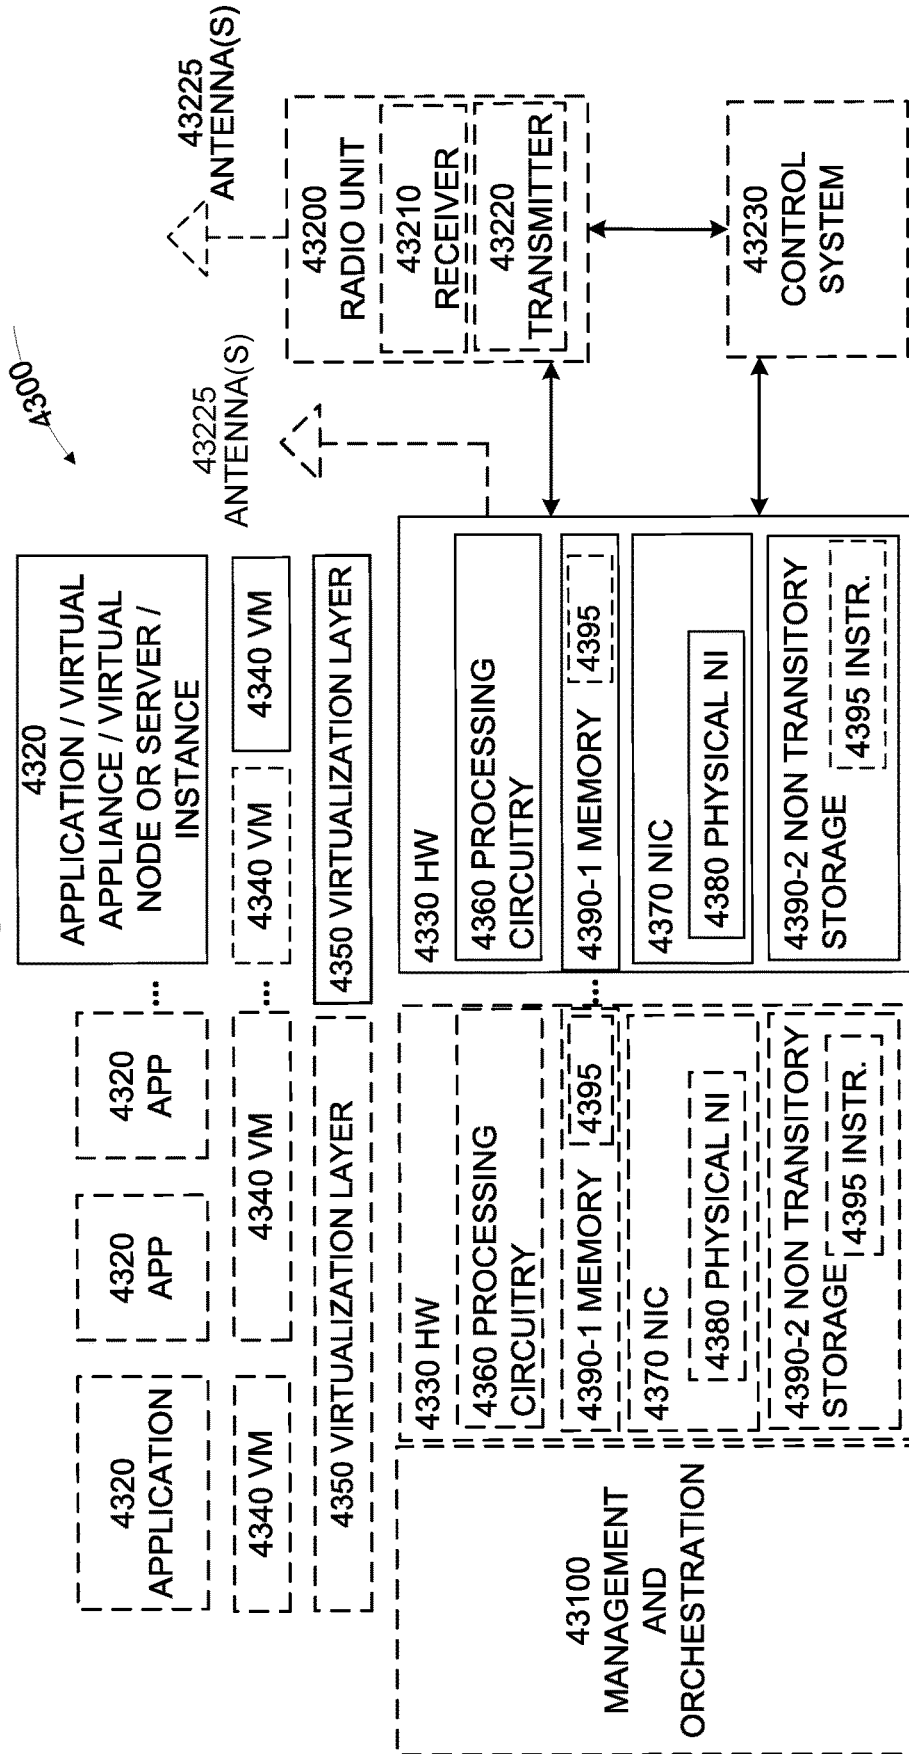 4300
4320
APPLICATION
4320
APP
4320
APP
...
4320
APPLICATION / VIRTUAL
APPLIANCE / VIRTUAL
NODE OR SERVER /
INSTANCE
4340 VM
4340 VM
...
4340 VM
4340 VM
4350 VIRTUALIZATION LAYER
4350 VIRTUALIZATION LAYER
43225
ANTENNA(S)
43225
ANTENNA(S)
43100
MANAGEMENT
AND
ORCHESTRATION
4330 HW
4360 PROCESSING
CIRCUITRY
4390-1 MEMORY
4395
4370 NIC
4380 PHYSICAL NI
4390-2 NON TRANSITORY
STORAGE
4395 INSTR.
...
4330 HW
4360 PROCESSING
CIRCUITRY
4390-1 MEMORY
4395
4370 NIC
4380 PHYSICAL NI
4390-2 NON TRANSITORY
STORAGE
4395 INSTR.
43200
RADIO UNIT
43210
RECEIVER
43220
TRANSMITTER
43230
CONTROL
SYSTEM